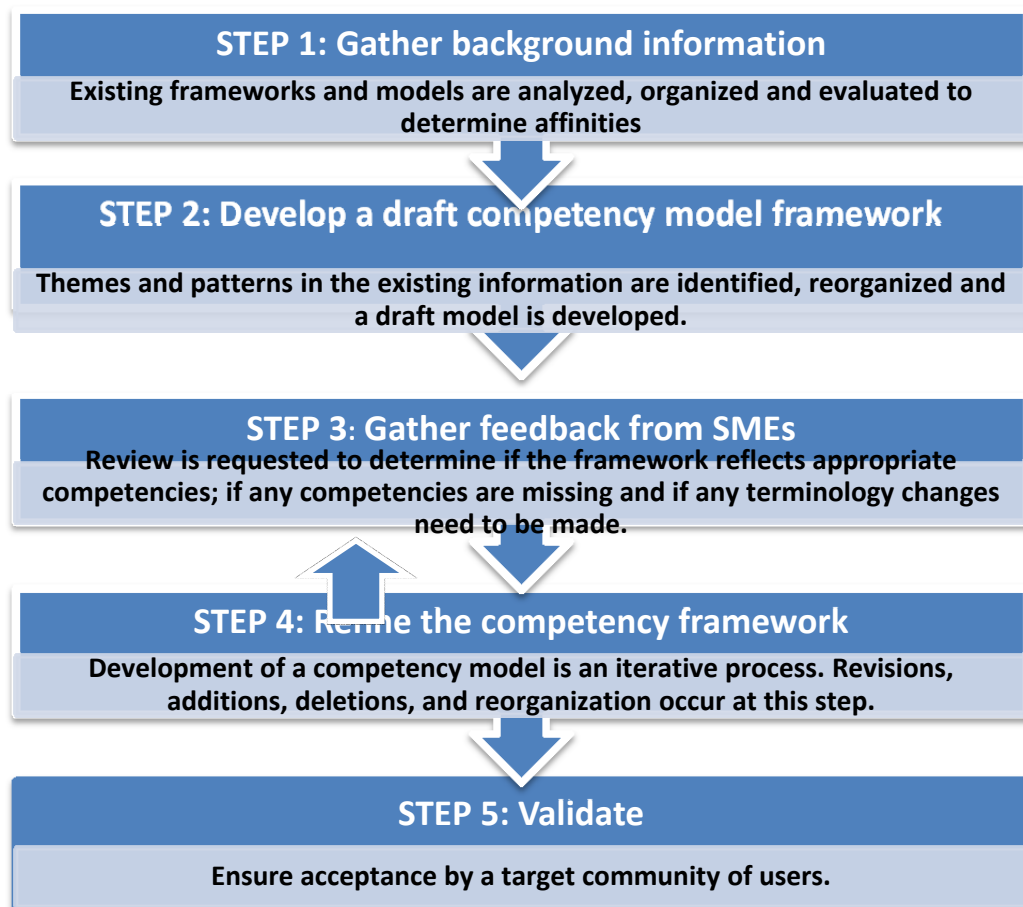 STEP 1: Gather background information
Existing frameworks and models are analyzed, organized and evaluated to
determine affinities
STEP 2: Develop a draft competency model framework
Themes and patterns in the existing information are identified, reorganized and
a draft model is developed.
STEP 3: Gather feedback from SMEs
Review is requested to determine if the framework reflects appropriate
competencies; if any competencies are missing and if any terminology changes
need to be made.
STEP 4: Refine the competency framework
Development of a competency model is an iterative process. Revisions,
additions, deletions, and reorganization occur at this step.
STEP 5: Validate
Ensure acceptance by a target community of users.